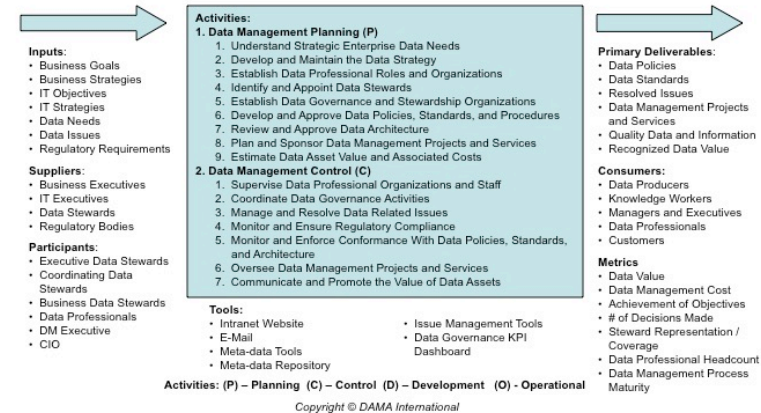 Inputs:
• Business Goals
• Business Strategies
• IT Objectives
• IT Strategies
• Data Needs
• Data Issues
• Regulatory Requirements
Suppliers:
• Business Executives
• IT Executives
• Data Stewards
• Regulatory Bodies
Participants:
• Executive Data Stewards
• Coordinating Data
Stewards
• Business Data Stewards
• Data Professionals
• DM Executive
• CIO
Activities:
1. Data Management Planning (P)
1. Understand Strategic Enterprise Data Needs
2. Develop and Maintain the Data Strategy
3. Establish Data Professional Roles and Organizations
4. Identify and Appoint Data Stewards
5. Establish Data Governance and Stewardship Organizations
6. Develop and Approve Data Policies, Standards, and Procedures
7. Review and Approve Data Architecture
8. Plan and Sponsor Data Management Projects and Services
9. Estimate Data Asset Value and Associated Costs
2. Data Management Control (C)
1. Supervise Data Professional Organizations and Staff
2. Coordinate Data Governance Activities
3. Manage and Resolve Data Related Issues
4. Monitor and Ensure Regulatory Compliance
5. Monitor and Enforce Conformance With Data Policies, Standards,
and Architecture
6. Oversee Data Management Projects and Services
7. Communicate and Promote the Value of Data Assets
Tools:
• Intranet Website
• E-Mail
• Meta-data Tools
• Meta-data Repository
• Issue Management Tools
• Data Governance KPI
Dashboard
Primary Deliverables:
• Data Policies
• Data Standards
• Resolved Issues
• Data Management Projects
and Services
• Quality Data and Information
• Recognized Data Value
Consumers:
• Data Producers
• Knowledge Workers
• Managers and Executives
• Data Professionals
• Customers
Metrics
• Data Value
• Data Management Cost
• Achievement of Objectives
• # of Decisions Made
• Steward Representation /
Coverage
• Data Professional Headcount
• Data Management Process
Maturity
Activities: (P) – Planning (C) – Control (D) – Development (O) - Operational
Copyright © DAMA International